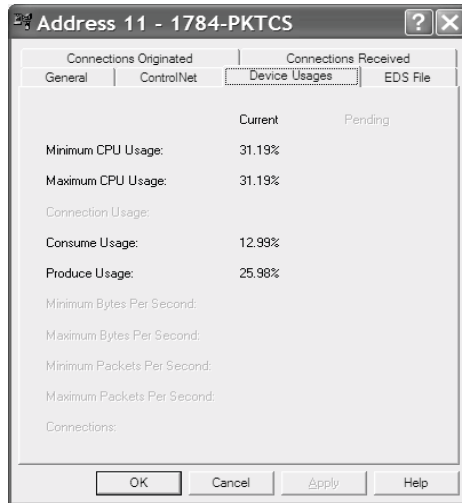 Address 11 - 1784-PKTCS
Connections Originated Connections Received
General ControlNet Device Usages EDS File
Current Pending
Minimum CPU Usage: 31.19%
Maximum CPU Usage: 31.19%
Connection Usage:
Consume Usage: 12.99%
Produce Usage: 25.98%
Minimum Bytes Per Second:
Maximum Bytes Per Second:
Minimum Packets Per Second:
Maximum Packets Per Second:
Connections:
OK Cancel Apply Help